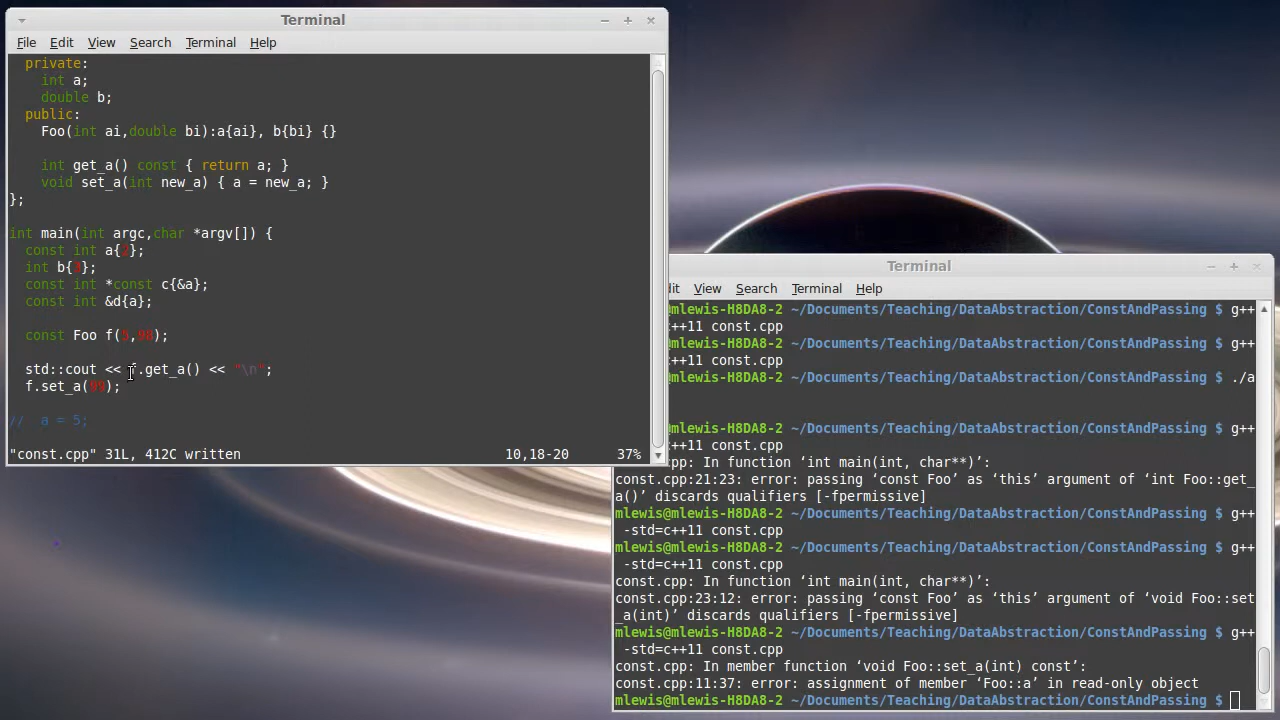 Terminal
File Edit View Search Terminal Help
private:
int a;
double b;
public:
Foo(int ai,double bi):a{ai}, b{bi} {}
int get_a() const { return a; }
void set_a(int new_a) { a = new_a; }
};
int main(int argc,char *argv[]) {
const int a{2};
int b{3};
const int *const c{&a};
const int &d{a};
const Foo f(5,98);
std::cout << f.get_a() << "\n";
f.set_a(99);
// a = 5;
"const.cpp" 31L, 412C written 10,18-20 37%
Terminal
dit View Search Terminal Help
@mlewis-H8DA8-2 ~/Documents/Teaching/DataAbstraction/ConstAndPassing $ g++
c++11 const.cpp
@mlewis-H8DA8-2 ~/Documents/Teaching/DataAbstraction/ConstAndPassing $ g++
c++11 const.cpp
@mlewis-H8DA8-2 ~/Documents/Teaching/DataAbstraction/ConstAndPassing $ ./a
@mlewis-H8DA8-2 ~/Documents/Teaching/DataAbstraction/ConstAndPassing $ g++
c++11 const.cpp
cpp: In function ‘int main(int, char**)’:
const.cpp:21:23: error: passing ‘const Foo’ as ‘this’ argument of ‘int Foo::get_
a()’ discards qualifiers [-fpermissive]
mlewis@mlewis-H8DA8-2 ~/Documents/Teaching/DataAbstraction/ConstAndPassing $ g++
-std=c++11 const.cpp
mlewis@mlewis-H8DA8-2 ~/Documents/Teaching/DataAbstraction/ConstAndPassing $ g++
-std=c++11 const.cpp
const.cpp: In function ‘int main(int, char**)’:
const.cpp:23:12: error: passing ‘const Foo’ as ‘this’ argument of ‘void Foo::set
_a(int)’ discards qualifiers [-fpermissive]
mlewis@mlewis-H8DA8-2 ~/Documents/Teaching/DataAbstraction/ConstAndPassing $ g++
-std=c++11 const.cpp
const.cpp: In member function ‘void Foo::set_a(int) const’:
const.cpp:11:37: error: assignment of member ‘Foo::a’ in read-only object
mlewis@mlewis-H8DA8-2 ~/Documents/Teaching/DataAbstraction/ConstAndPassing $